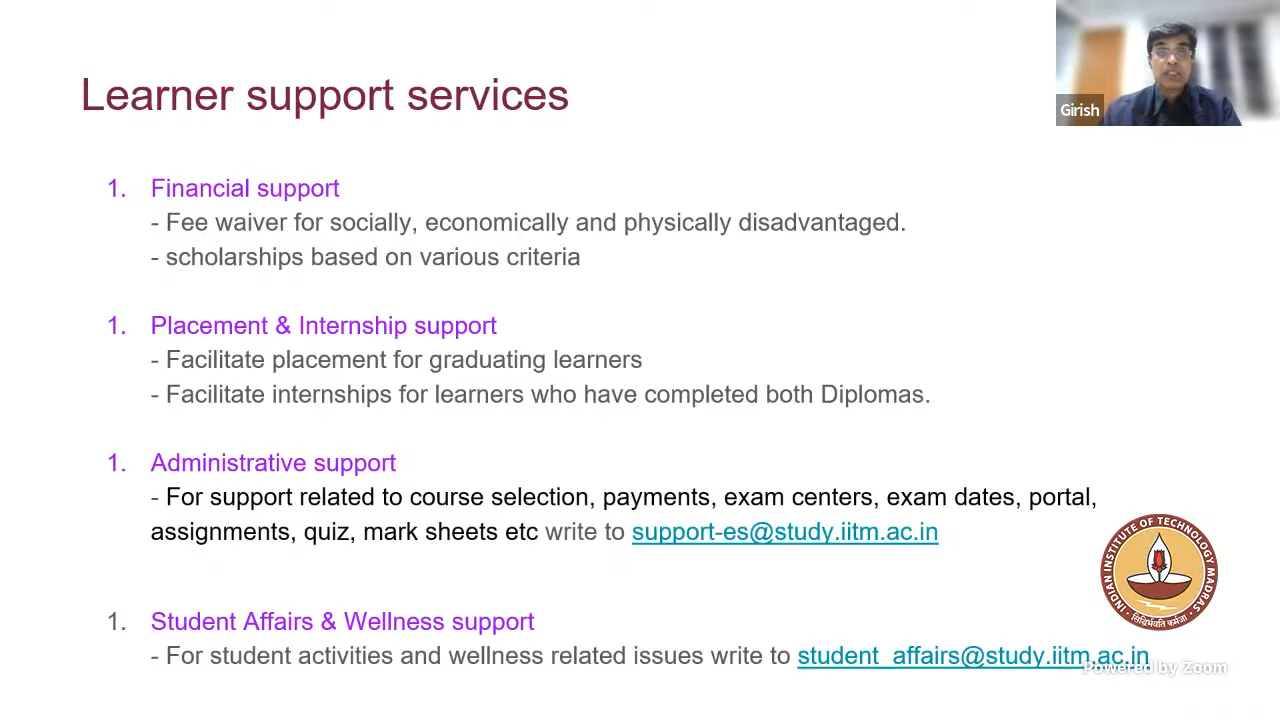 Learner support services
Girish
1. Financial support
- Fee waiver for socially, economically and physically disadvantaged.
- scholarships based on various criteria
1. Placement & Internship support
- Facilitate placement for graduating learners
- Facilitate internships for learners who have completed both Diplomas.
1. Administrative support
- For support related to course selection, payments, exam centers, exam dates, portal,
assignments, quiz, mark sheets etc write to support-es@study.iitm.ac.in
INDIAN INSTITUTE OF TECHNOLOGY MADRAS
सिद्धिर्भवति कर्मजा
1. Student Affairs & Wellness support
- For student activities and wellness related issues write to student_affairs@study.iitm.ac.in
Powered by Zoom